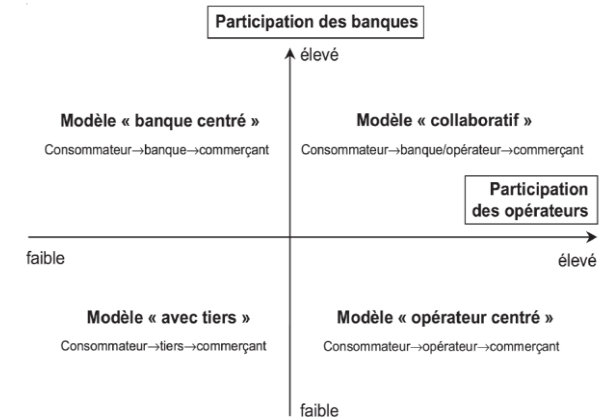 Participation des banques
élevé
Modèle « banque centré »
Consommateur→banque→commerçant
Modèle « collaboratif »
Consommateur→banque/opérateur→commerçant
Participation
des opérateurs
faible
élevé
Modèle « avec tiers »
Consommateur→tiers→commerçant
Modèle « opérateur centré »
Consommateur→opérateur→commerçant
faible